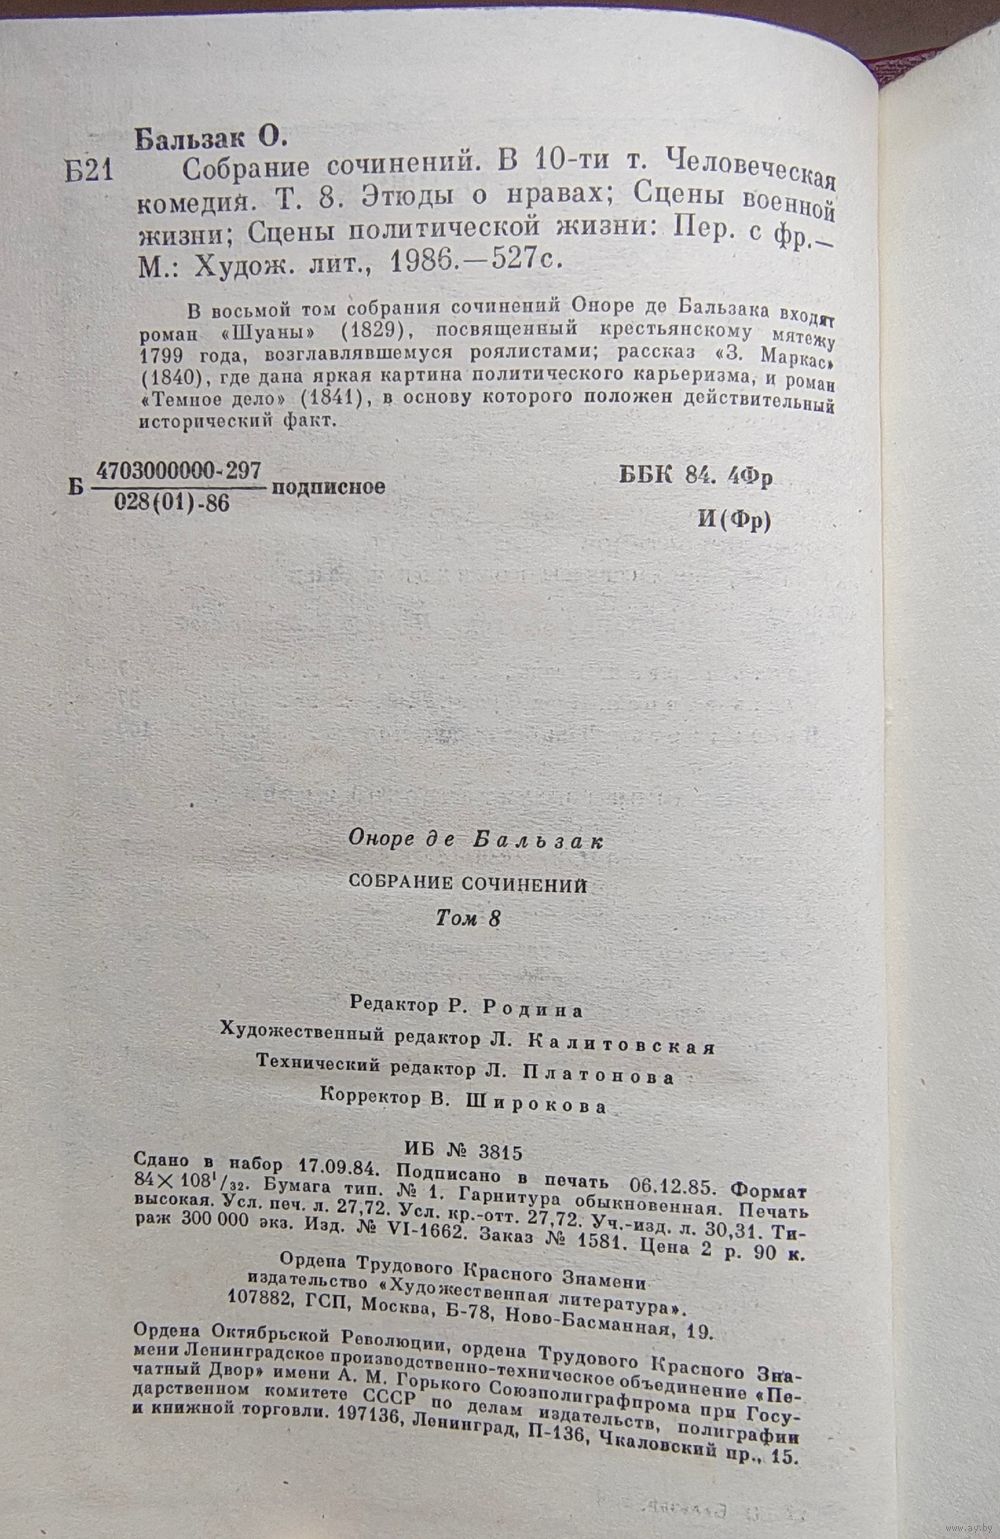 Бальзак О.
Б21 Собрание сочинений. В 10-ти т. Человеческая
комедия. Т. 8. Этюды о нравах; Сцены военной
жизни; Сцены политической жизни: Пер. с фр.—
М.: Худож. лит., 1986.—527с.
В восьмой том собрания сочинений Оноре де Бальзака входят
роман «Шуаны» (1829), посвященный крестьянскому мятежу
1799 года, возглавлявшемуся роялистами; рассказ «З. Маркас»
(1840), где дана яркая картина политического карьеризма, и роман
«Темное дело» (1841), в основу которого положен действительный
исторический факт.
Б 4703000000-297 подписное
028(01)-86
ББК 84. 4Фр
И(Фр)
Оноре де Бальзак
СОБРАНИЕ СОЧИНЕНИЙ
Том 8
Редактор Р. Родина
Художественный редактор Л. Калитовская
Технический редактор Л. Платонова
Корректор В. Широкова
ИБ № 3815
Сдано в набор 17.09.84. Подписано в печать 06.12.85. Формат
84×108¹/₃₂. Бумага тип. № 1. Гарнитура обыкновенная. Печать
высокая. Усл. печ. л. 27,72. Усл. кр.-отт. 27,72. Уч.-изд. л. 30,31. Ти-
раж 300 000 экз. Изд. № VI-1662. Заказ № 1581. Цена 2 р. 90 к.
Ордена Трудового Красного Знамени
издательство «Художественная литература».
107882, ГСП, Москва, Б-78, Ново-Басманная, 19.
Ордена Октябрьской Революции, ордена Трудового Красного Зна-
мени Ленинградское производственно-техническое объединение «Пе-
чатный Двор» имени А. М. Горького Союзполиграфпрома при Госу-
дарственном комитете СССР по делам издательств, полиграфии
и книжной торговли. 197136, Ленинград, П-136, Чкаловский пр., 15.
www.ay.by